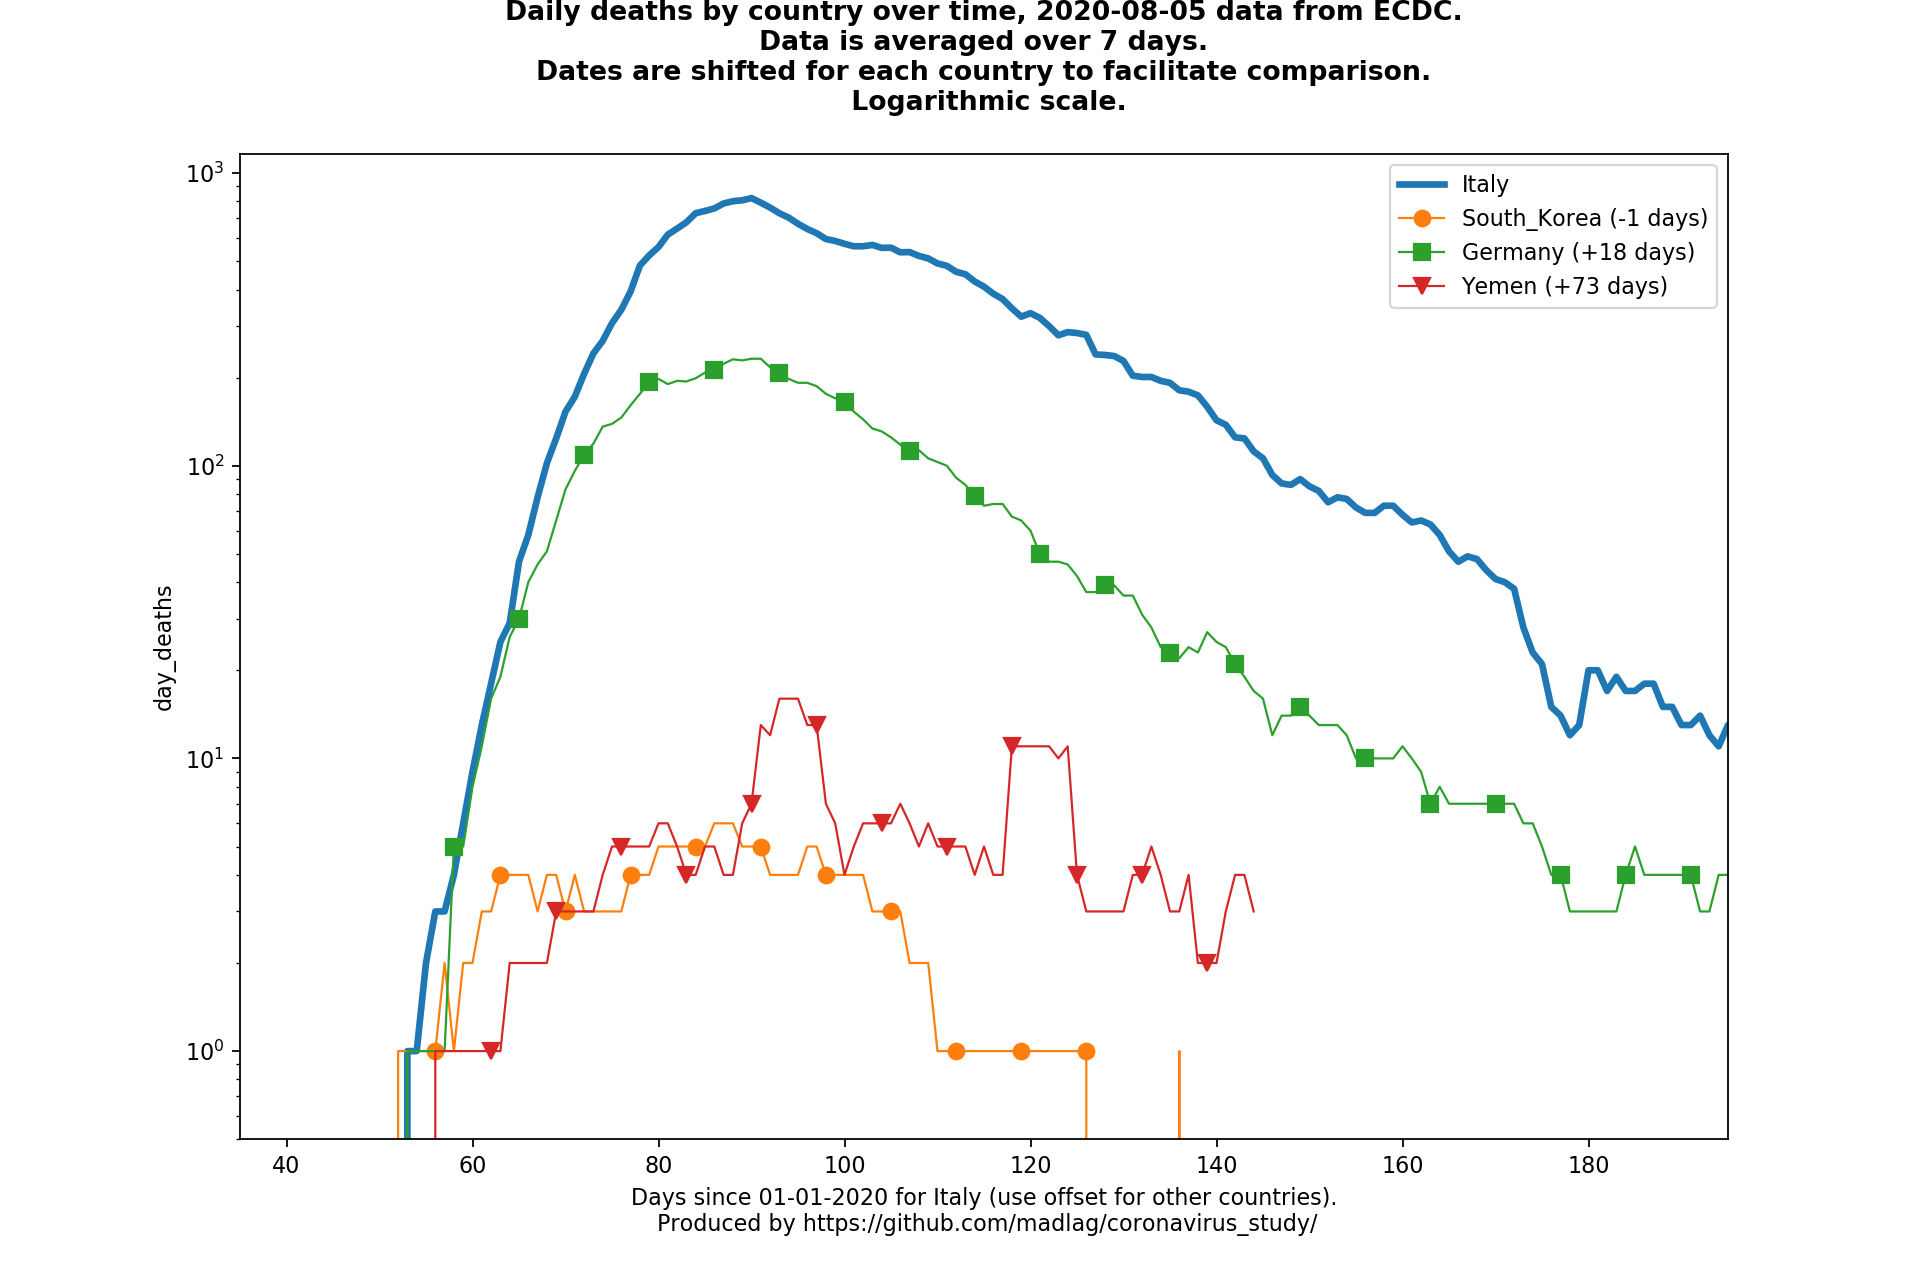 Daily deaths by country over time, 2020-08-05 data from ECDC.
Data is averaged over 7 days.
Dates are shifted for each country to facilitate comparison.
Logarithmic scale.
10³
10²
10¹
10⁰
day_deaths
Italy
South_Korea (-1 days)
Germany (+18 days)
Yemen (+73 days)
40 60 80 100 120 140 160 180
Days since 01-01-2020 for Italy (use offset for other countries).
Produced by https://github.com/madlag/coronavirus_study/